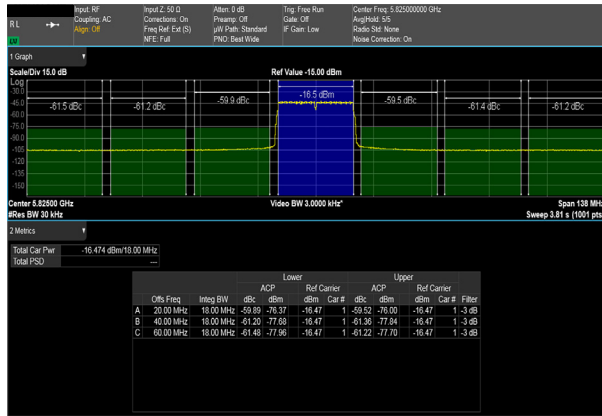 R L
Input: RF
Coupling: AC
Align: Off
Input Z: 50 Ω
Corrections: On
Freq Ref: Ext (S)
NFE: Full
Atten: 0 dB
Preamp: Off
µW Path: Standard
PNO: Best Wide
Trig: Free Run
Gate: Off
IF Gain: Low
Center Freq: 5.825000000 GHz
Avg|Hold: 5/5
Radio Std: None
Noise Correction: On
1 Graph
Scale/Div 15.0 dB
Ref Value -15.00 dBm
Log
-30.0
-45.0
-60.0
-75.0
-90.0
-105
-120
-135
-150
-61.5 dBc
-61.2 dBc
-59.9 dBc
-16.5 dBm
-59.5 dBc
-61.4 dBc
-61.2 dBc
Center 5.82500 GHz
#Res BW 30 kHz
Video BW 3.0000 kHz*
Span 138 MHz
Sweep 3.81 s (1001 pts)
2 Metrics
Total Car Pwr -16.474 dBm/18.00 MHz
Total PSD ---
Lower Upper
ACP Ref Carrier ACP Ref Carrier
Offs Freq Integ BW dBc dBm dBm Car # dBc dBm dBm Car # Filter
A 20.00 MHz 18.00 MHz -59.89 -76.37 -16.47 1 -59.52 -76.00 -16.47 1 -3 dB
B 40.00 MHz 18.00 MHz -61.20 -77.68 -16.47 1 -61.36 -77.84 -16.47 1 -3 dB
C 60.00 MHz 18.00 MHz -61.48 -77.96 -16.47 1 -61.22 -77.70 -16.47 1 -3 dB